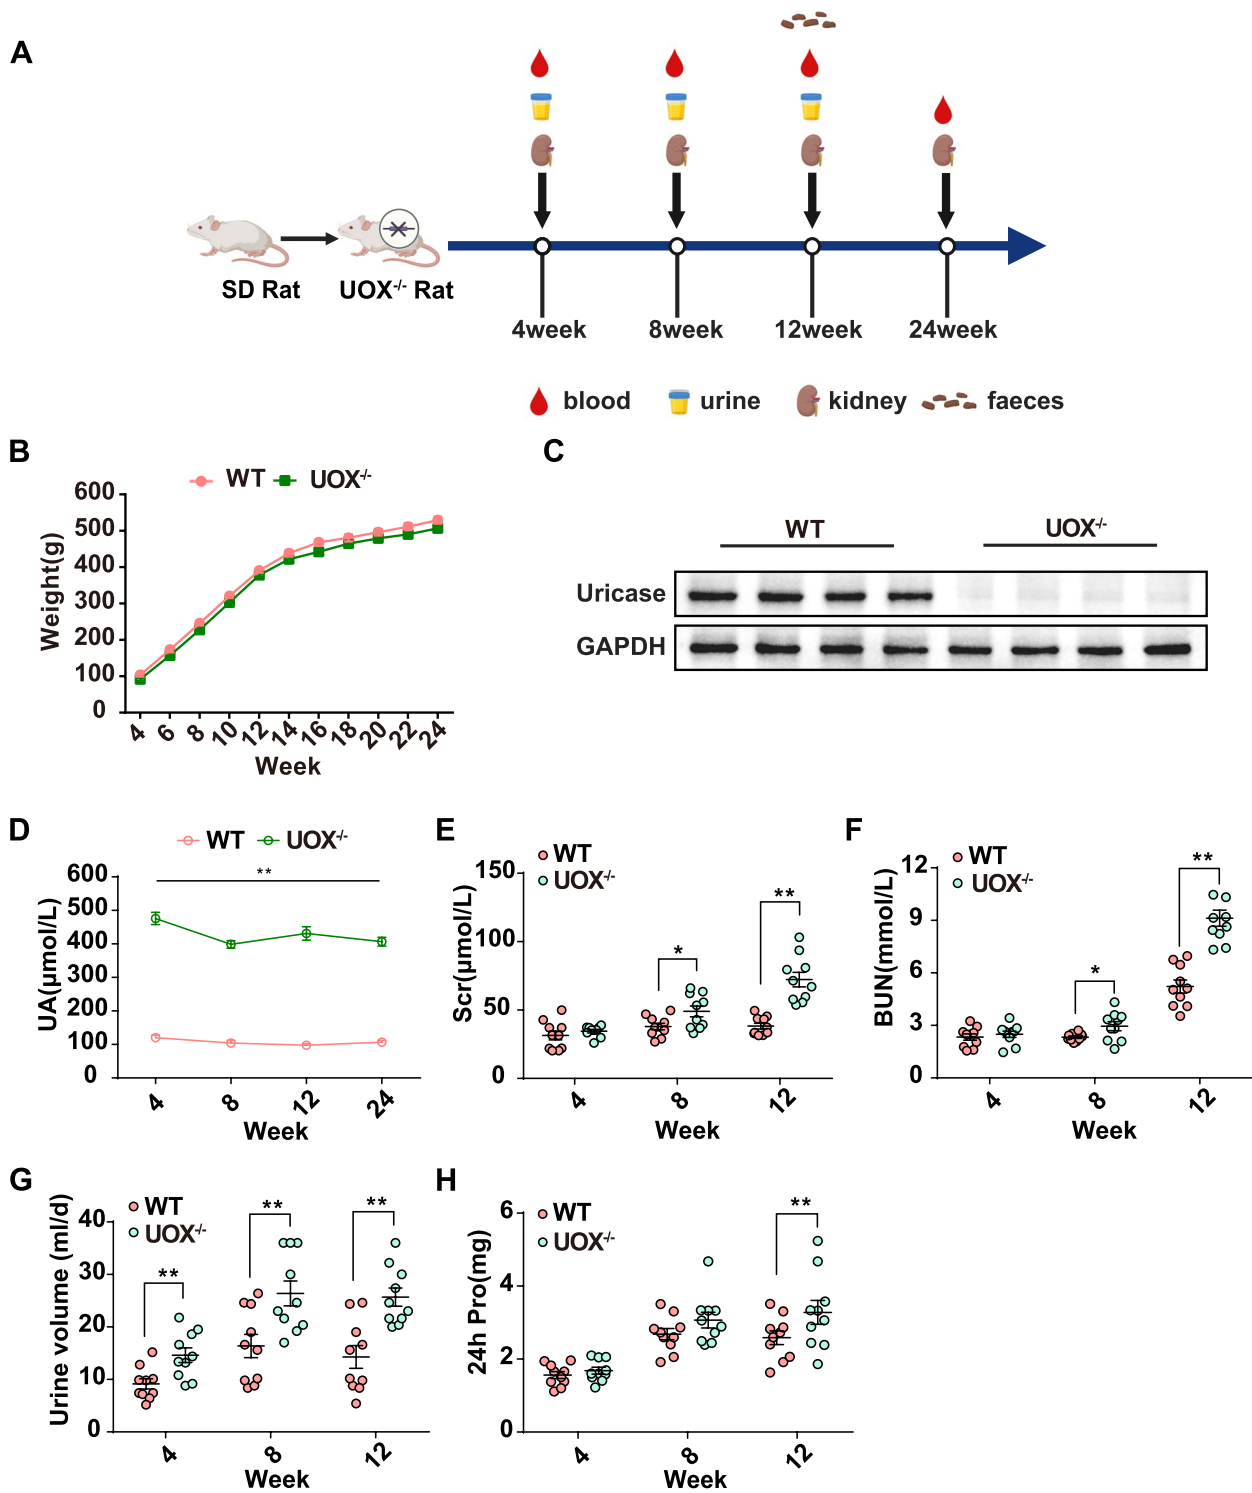 A
SD Rat
UOX-/- Rat
4week
8week
12week
24week
blood
urine
kidney
faeces
B
WT
UOX-/-
600
500
400
300
200
100
0
Weight(g)
4
6
8
10
12
14
16
18
20
22
24
Week
C
WT
UOX-/-
Uricase
GAPDH
D
WT
UOX-/-
600
500
400
300
200
100
0
UA(μmol/L)
**
4
8
12
24
Week
E
WT
UOX-/-
150
100
50
0
Scr(μmol/L)
*
**
4
8
12
Week
F
WT
UOX-/-
12
9
6
3
0
BUN(mmol/L)
*
**
4
8
12
Week
G
WT
UOX-/-
40
30
20
10
0
Urine volume (ml/d)
**
**
**
4
8
12
Week
H
WT
UOX-/-
6
4
2
0
24h Pro(mg)
**
4
8
12
Week